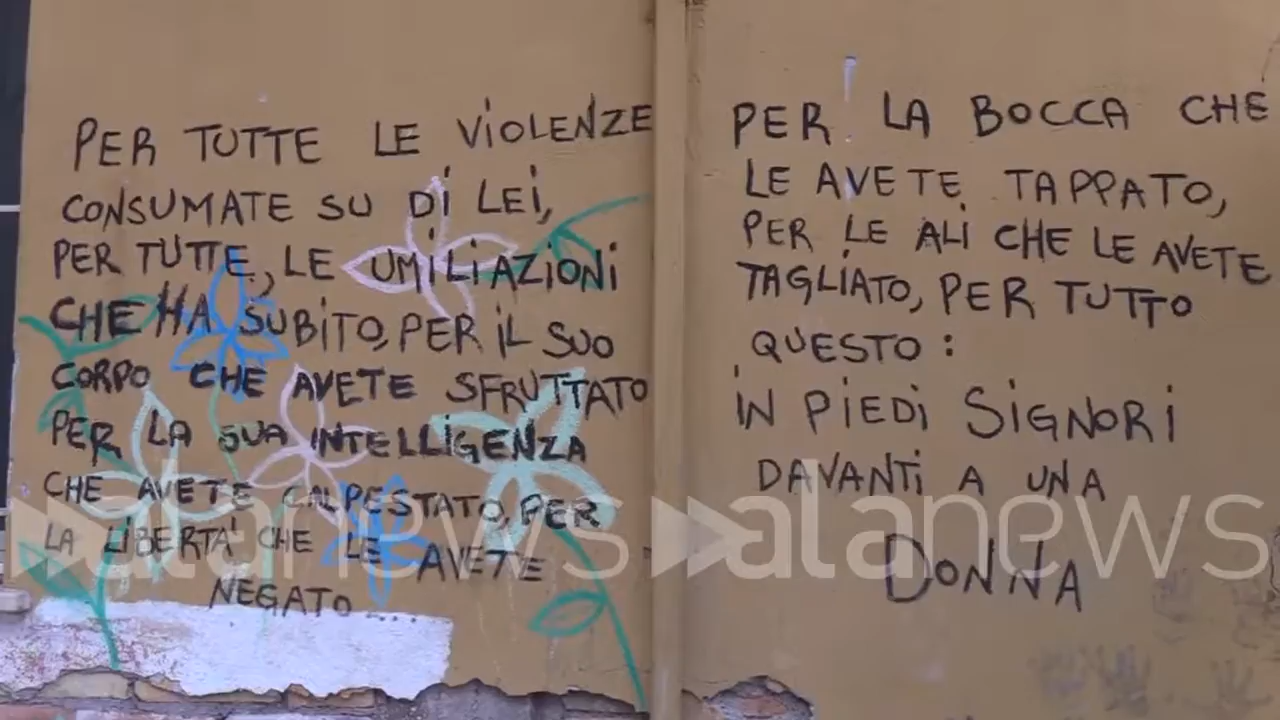 PER TUTTE LE VIOLENZE
CONSUMATE SU DI LEI,
PER TUTTE, LE UMILIAZIONI
CHE HA SUBITO, PER IL SUO
CORPO CHE AVETE SFRUTTATO
PER LA SUA INTELLIGENZA
CHE AVETE CALPESTATO, PER
LA LIBERTA' CHE LE AVETE
NEGATO....
PER LA BOCCA CHE
LE AVETE TAPPATO,
PER LE ALI CHE LE AVETE
TAGLIATO, PER TUTTO
QUESTO:
IN PIEDI SIGNORI
DAVANTI A UNA
DONNA
alanews alanews